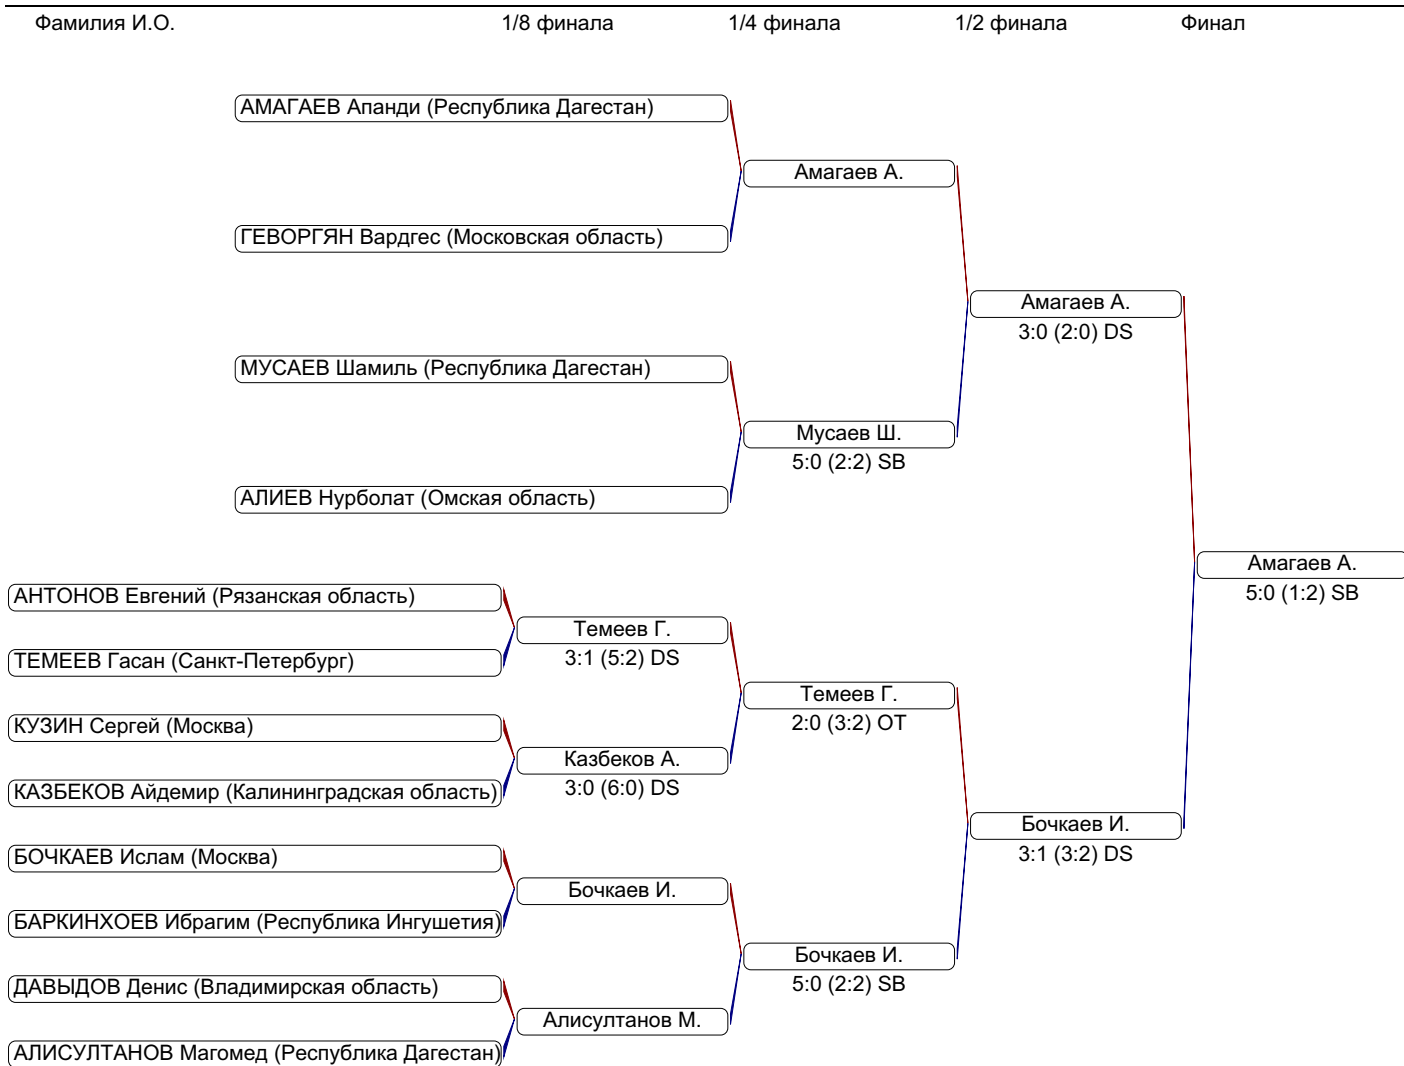 Фамилия И.О. 1/8 финала 1/4 финала 1/2 финала Финал
АМАГАЕВ Апанди (Республика Дагестан)
Амагаев А.
ГЕВОРГЯН Вардгес (Московская область)
Амагаев А.
3:0 (2:0) DS
МУСАЕВ Шамиль (Республика Дагестан)
Мусаев Ш.
5:0 (2:2) SB
АЛИЕВ Нурболат (Омская область)
Амагаев А.
5:0 (1:2) SB
АНТОНОВ Евгений (Рязанская область)
Темеев Г.
3:1 (5:2) DS
ТЕМЕЕВ Гасан (Санкт-Петербург)
Темеев Г.
2:0 (3:2) OT
КУЗИН Сергей (Москва)
Казбеков А.
3:0 (6:0) DS
КАЗБЕКОВ Айдемир (Калининградская область)
Бочкаев И.
3:1 (3:2) DS
БОЧКАЕВ Ислам (Москва)
Бочкаев И.
БАРКИНХОЕВ Ибрагим (Республика Ингушетия)
Бочкаев И.
5:0 (2:2) SB
ДАВЫДОВ Денис (Владимирская область)
Алисултанов М.
АЛИСУЛТАНОВ Магомед (Республика Дагестан)